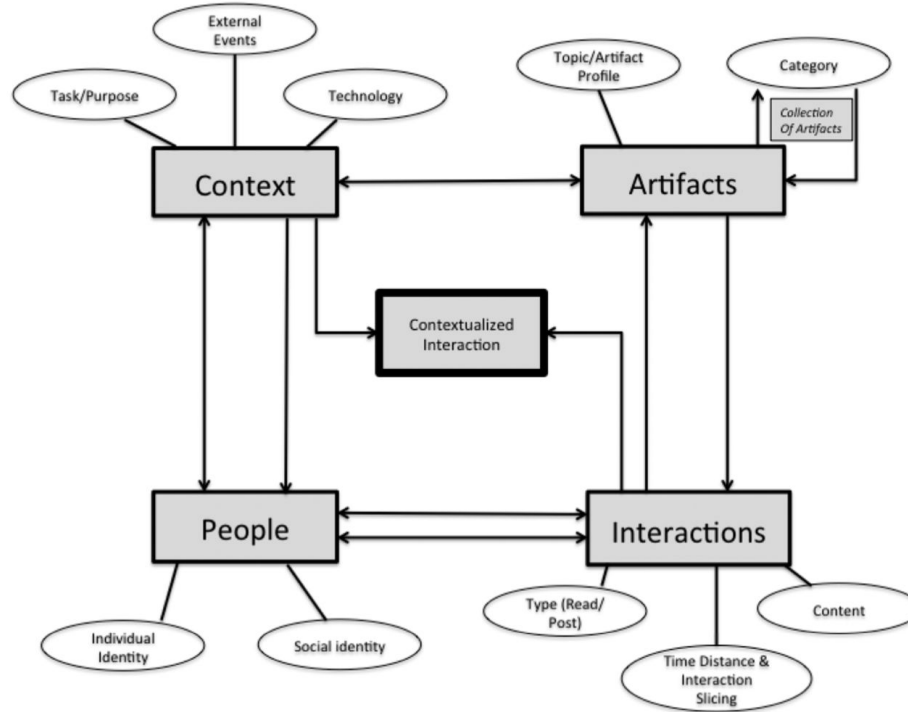 External
Events
Task/Purpose
Technology
Topic/Artifact
Profile
Category
Collection
Of Artifacts
Context
Artifacts
Contextualized
Interaction
People
Interactions
Individual
Identity
Social identity
Type (Read/
Post)
Content
Time Distance &
Interaction
Slicing